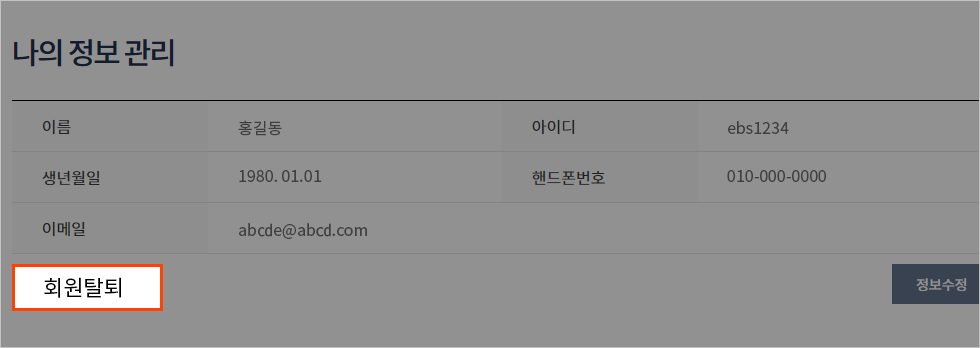 나의 정보 관리
이름 홍길동 아이디 ebs1234
생년월일 1980. 01.01 핸드폰번호 010-000-0000
이메일 abcde@abcd.com
회원탈퇴 정보수정